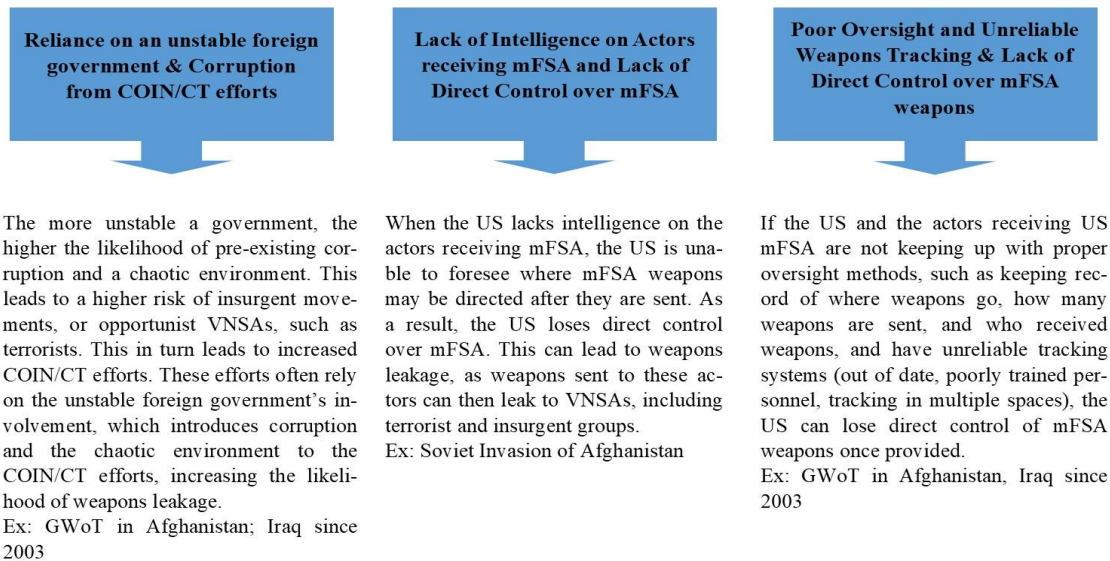 Reliance on an unstable foreign
government & Corruption
from COIN/CT efforts
The more unstable a government, the
higher the likelihood of pre-existing cor-
ruption and a chaotic environment. This
leads to a higher risk of insurgent move-
ments, or opportunist VNSAs, such as
terrorists. This in turn leads to increased
COIN/CT efforts. These efforts often rely
on the unstable foreign government’s in-
volvement, which introduces corruption
and the chaotic environment to the
COIN/CT efforts, increasing the likeli-
hood of weapons leakage.
Ex: GWoT in Afghanistan; Iraq since
2003
Lack of Intelligence on Actors
receiving mFSA and Lack of
Direct Control over mFSA
When the US lacks intelligence on the
actors receiving mFSA, the US is una-
ble to foresee where mFSA weapons
may be directed after they are sent. As
a result, the US loses direct control
over mFSA. This can lead to weapons
leakage, as weapons sent to these ac-
tors can then leak to VNSAs, including
terrorist and insurgent groups.
Ex: Soviet Invasion of Afghanistan
Poor Oversight and Unreliable
Weapons Tracking & Lack of
Direct Control over mFSA
weapons
If the US and the actors receiving US
mFSA are not keeping up with proper
oversight methods, such as keeping rec-
ord of where weapons go, how many
weapons are sent, and who received
weapons, and have unreliable tracking
systems (out of date, poorly trained per-
sonnel, tracking in multiple spaces), the
US can lose direct control of mFSA
weapons once provided.
Ex: GWoT in Afghanistan, Iraq since
2003